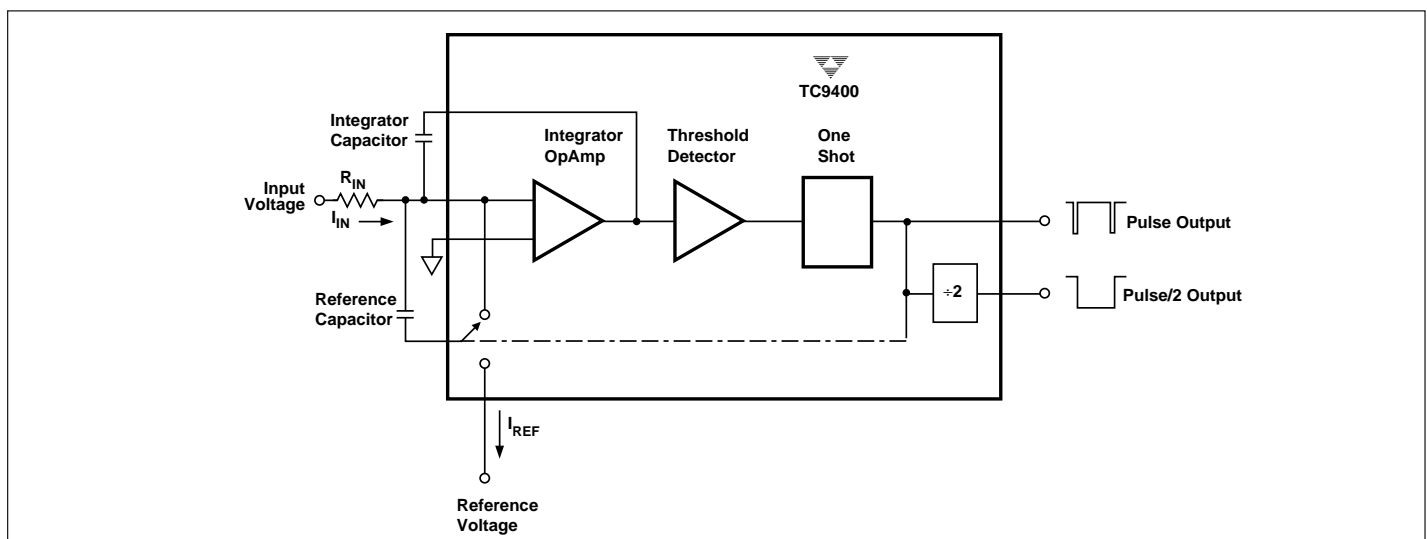 TC9400
Integrator
Capacitor
Integrator
OpAmp
Threshold
Detector
One
Shot
RIN
Input
Voltage
IIN
Pulse Output
÷2
Pulse/2 Output
Reference
Capacitor
IREF
Reference
Voltage